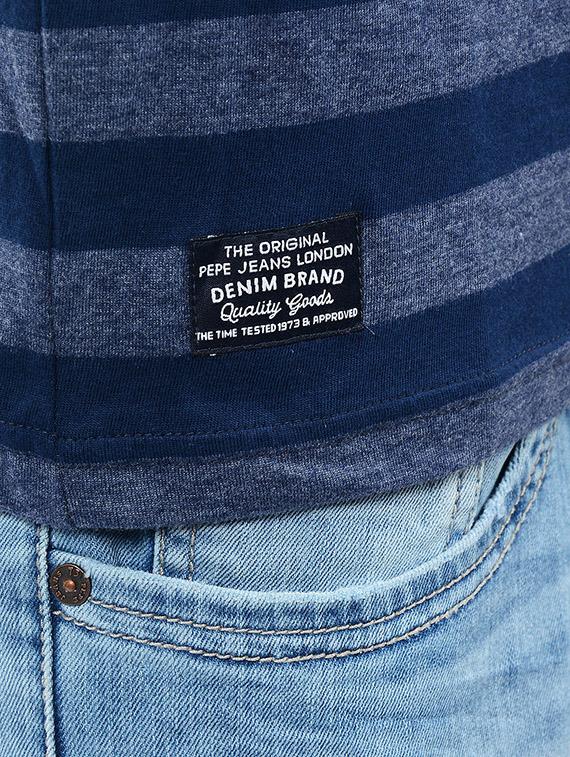 THE ORIGINAL
PEPE JEANS LONDON
DENIM BRAND
Quality Goods
THE TIME TESTED 1973 & APPROVED